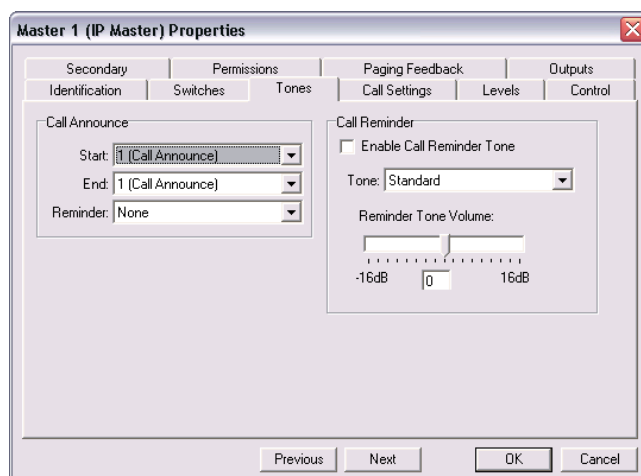 Master 1 (IP Master) Properties
Secondary Permissions Paging Feedback Outputs
Identification Switches Tones Call Settings Levels Control
Call Announce
Start: 1 (Call Announce)
End: 1 (Call Announce)
Reminder: None
Call Reminder
Enable Call Reminder Tone
Tone: Standard
Reminder Tone Volume:
-16dB 0 16dB
Previous Next OK Cancel